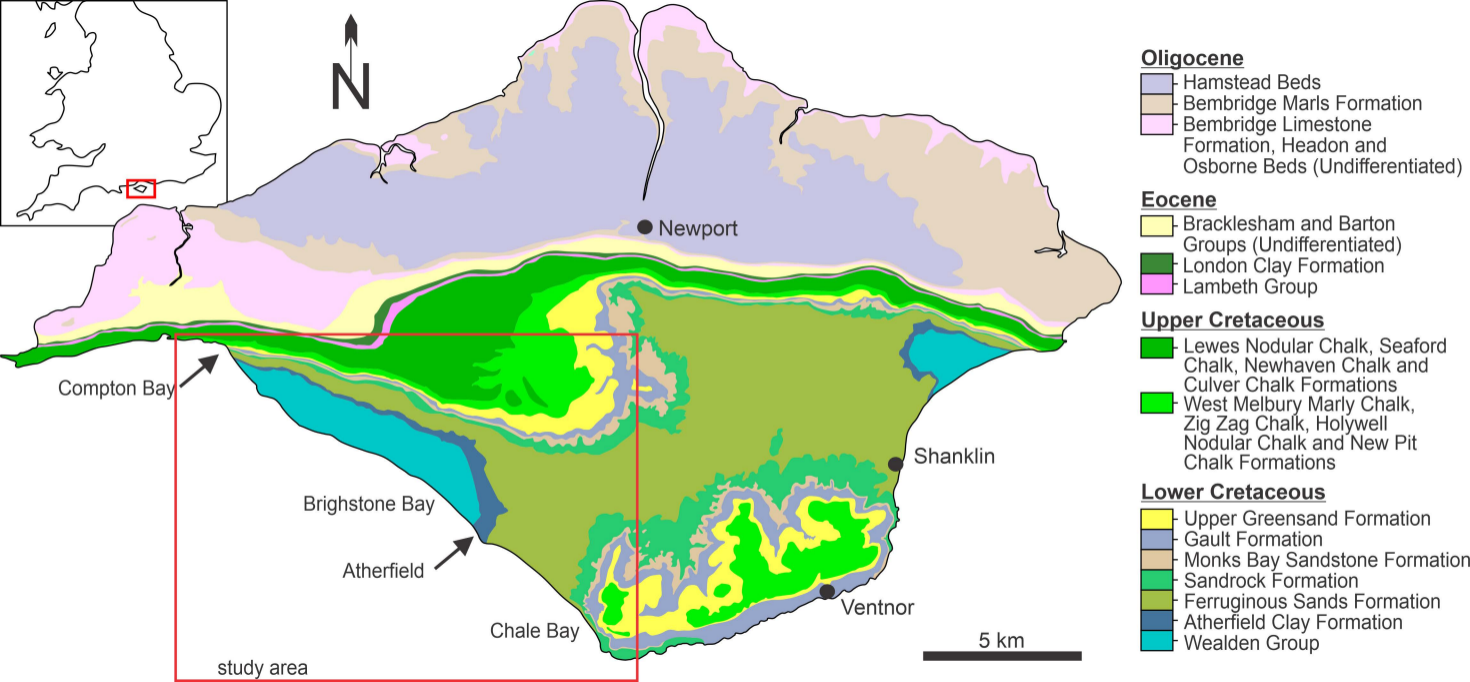 N
Newport
Compton Bay
Brighstone Bay
Atherfield
Chale Bay
study area
Shanklin
Ventnor
5 km
Oligocene
Hamstead Beds
Bembridge Marls Formation
Bembridge Limestone
Formation, Headon and
Osborne Beds (Undifferentiated)
Eocene
Bracklesham and Barton
Groups (Undifferentiated)
London Clay Formation
Lambeth Group
Upper Cretaceous
Lewes Nodular Chalk, Seaford
Chalk, Newhaven Chalk and
Culver Chalk Formations
West Melbury Marly Chalk,
Zig Zag Chalk, Holywell
Nodular Chalk and New Pit
Chalk Formations
Lower Cretaceous
Upper Greensand Formation
Gault Formation
Monks Bay Sandstone Formation
Sandrock Formation
Ferruginous Sands Formation
Atherfield Clay Formation
Wealden Group